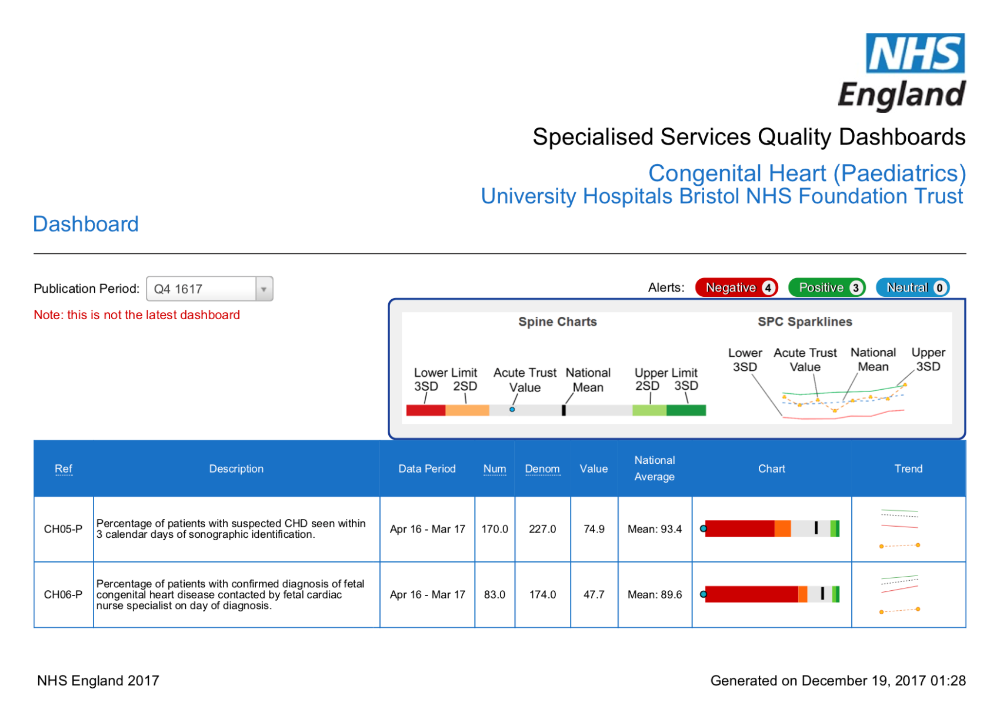 NHS
England
Specialised Services Quality Dashboards
Congenital Heart (Paediatrics)
University Hospitals Bristol NHS Foundation Trust
Dashboard
Publication Period: Q4 1617
Alerts: Negative 4 Positive 3 Neutral 0
Note: this is not the latest dashboard
Spine Charts
Lower Limit Acute Trust National Upper Limit
3SD 2SD Value Mean 2SD 3SD
SPC Sparklines
Lower Acute Trust National Upper
3SD Value Mean 3SD
Ref Description Data Period Num Denom Value National Average Chart Trend
CH05-P
Percentage of patients with suspected CHD seen within
3 calendar days of sonographic identification.
Apr 16 - Mar 17 170.0 227.0 74.9 Mean: 93.4
CH06-P
Percentage of patients with confirmed diagnosis of fetal
congenital heart disease contacted by fetal cardiac
nurse specialist on day of diagnosis.
Apr 16 - Mar 17 83.0 174.0 47.7 Mean: 89.6
NHS England 2017
Generated on December 19, 2017 01:28